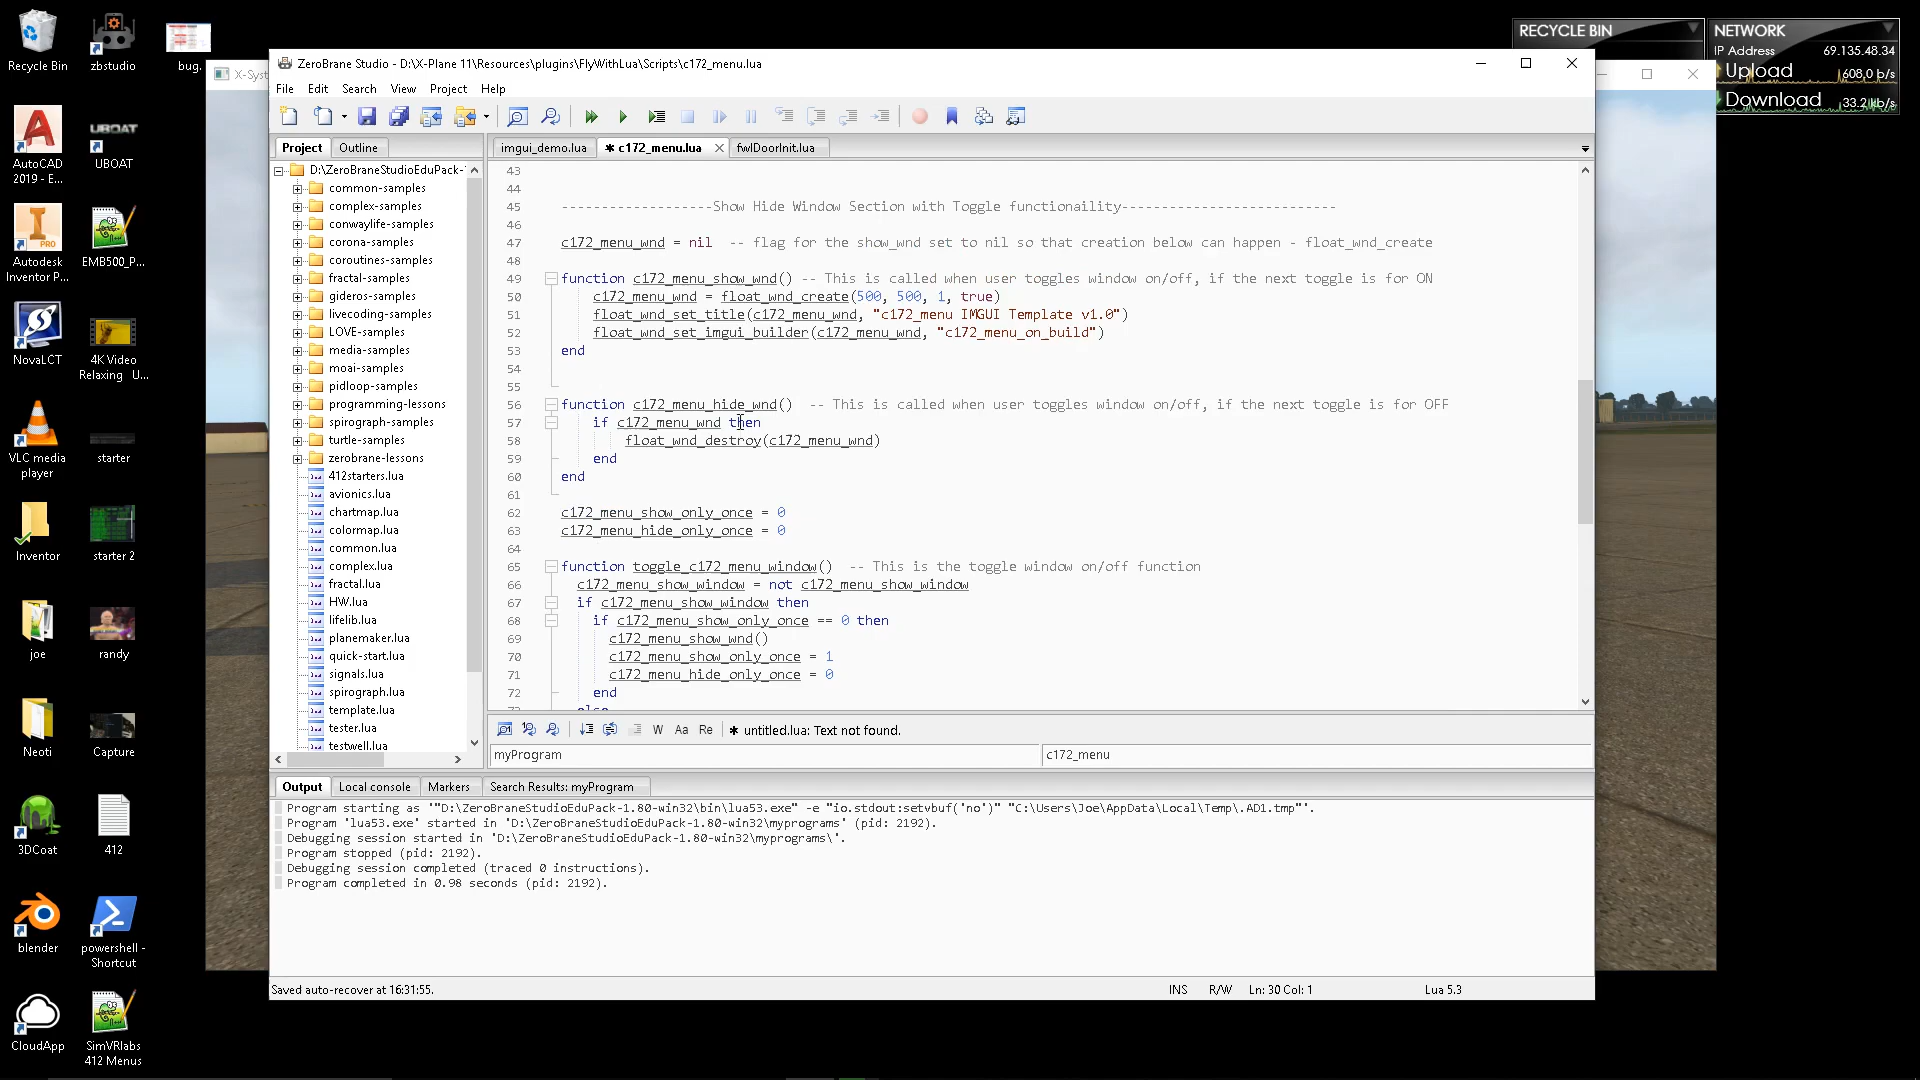 Recycle Bin
zbstudio
bug.
AutoCAD
2019 - E...
UBOAT
UBOAT
Autodesk
Inventor P...
EMB500_P...
NovaLCT
4K Video
Relaxing U...
VLC media
player
starter
Inventor
starter 2
joe
randy
Neoti
Capture
3DCoat
412
blender
powershell -
Shortcut
CloudApp
SimVRlabs
412 Menus
X-Syst
RECYCLE BIN
NETWORK
IP Address 69.135.48.34
Upload 608,0 b/s
Download 33.2 kb/s
ZeroBrane Studio - D:\X-Plane 11\Resources\plugins\FlyWithLua\Scripts\c172_menu.lua
File Edit Search View Project Help
Project Outline
D:\ZeroBraneStudioEduPack-
common-samples
complex-samples
conwaylife-samples
corona-samples
coroutines-samples
fractal-samples
gideros-samples
livecoding-samples
LOVE-samples
media-samples
moai-samples
pidloop-samples
programming-lessons
spirograph-samples
turtle-samples
zerobrane-lessons
412starters.lua
avionics.lua
chartmap.lua
colormap.lua
common.lua
complex.lua
fractal.lua
HW.lua
lifelib.lua
planemaker.lua
quick-start.lua
signals.lua
spirograph.lua
template.lua
tester.lua
testwell.lua
imgui_demo.lua * c172_menu.lua fwlDoorInit.lua
43
44
45 -------------------Show Hide Window Section with Toggle functionaility---------------------------
46
47 c172_menu_wnd = nil -- flag for the show_wnd set to nil so that creation below can happen - float_wnd_create
48
49 function c172_menu_show_wnd() -- This is called when user toggles window on/off, if the next toggle is for ON
50 c172_menu_wnd = float_wnd_create(500, 500, 1, true)
51 float_wnd_set_title(c172_menu_wnd, "c172_menu IMGUI Template v1.0")
52 float_wnd_set_imgui_builder(c172_menu_wnd, "c172_menu_on_build")
53 end
54
55
56 function c172_menu_hide_wnd() -- This is called when user toggles window on/off, if the next toggle is for OFF
57 if c172_menu_wnd then
58 float_wnd_destroy(c172_menu_wnd)
59 end
60 end
61
62 c172_menu_show_only_once = 0
63 c172_menu_hide_only_once = 0
64
65 function toggle_c172_menu_window() -- This is the toggle window on/off function
66 c172_menu_show_window = not c172_menu_show_window
67 if c172_menu_show_window then
68 if c172_menu_show_only_once == 0 then
69 c172_menu_show_wnd()
70 c172_menu_show_only_once = 1
71 c172_menu_hide_only_once = 0
72 end
73 else
W Aa Re * untitled.lua: Text not found.
myProgram c172_menu
Output Local console Markers Search Results: myProgram
Program starting as '"D:\ZeroBraneStudioEduPack-1.80-win32\bin\lua53.exe" -e "io.stdout:setvbuf('no')" "C:\Users\Joe\AppData\Local\Temp\.AD1.tmp"'.
Program 'lua53.exe' started in 'D:\ZeroBraneStudioEduPack-1.80-win32\myprograms' (pid: 2192).
Debugging session started in 'D:\ZeroBraneStudioEduPack-1.80-win32\myprograms\'.
Program stopped (pid: 2192).
Debugging session completed (traced 0 instructions).
Program completed in 0.98 seconds (pid: 2192).
Saved auto-recover at 16:31:55. INS R/W Ln: 30 Col: 1 Lua 5.3